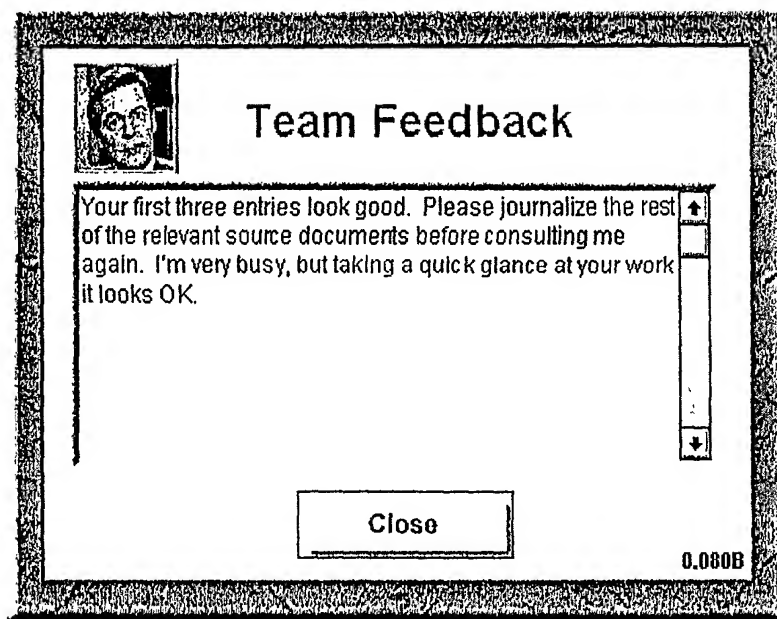 Team Feedback
Your first three entries look good. Please journalize the rest
of the relevant source documents before consulting me
again. I'm very busy, but taking a quick glance at your work
it looks OK.
Close
0.080B